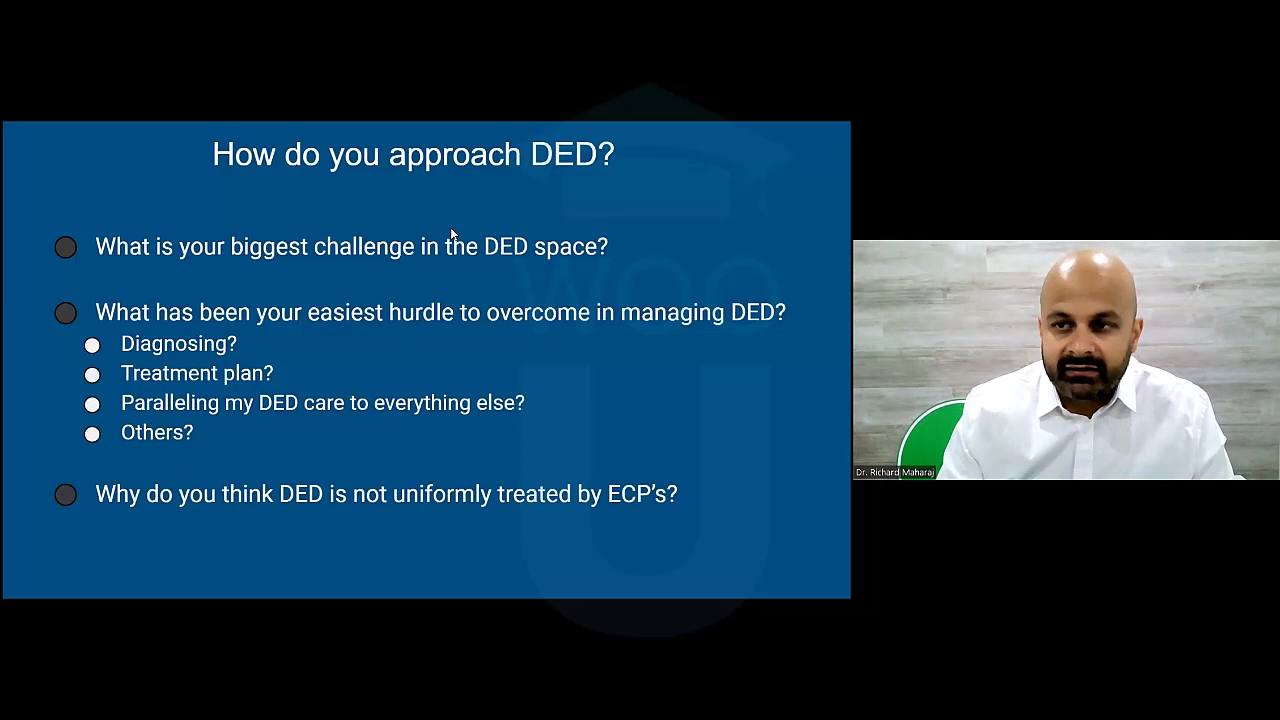 How do you approach DED?
What is your biggest challenge in the DED space?
What has been your easiest hurdle to overcome in managing DED?
Diagnosing?
Treatment plan?
Paralleling my DED care to everything else?
Others?
Why do you think DED is not uniformly treated by ECP’s?
WOO
U
Dr. Richard Maharaj